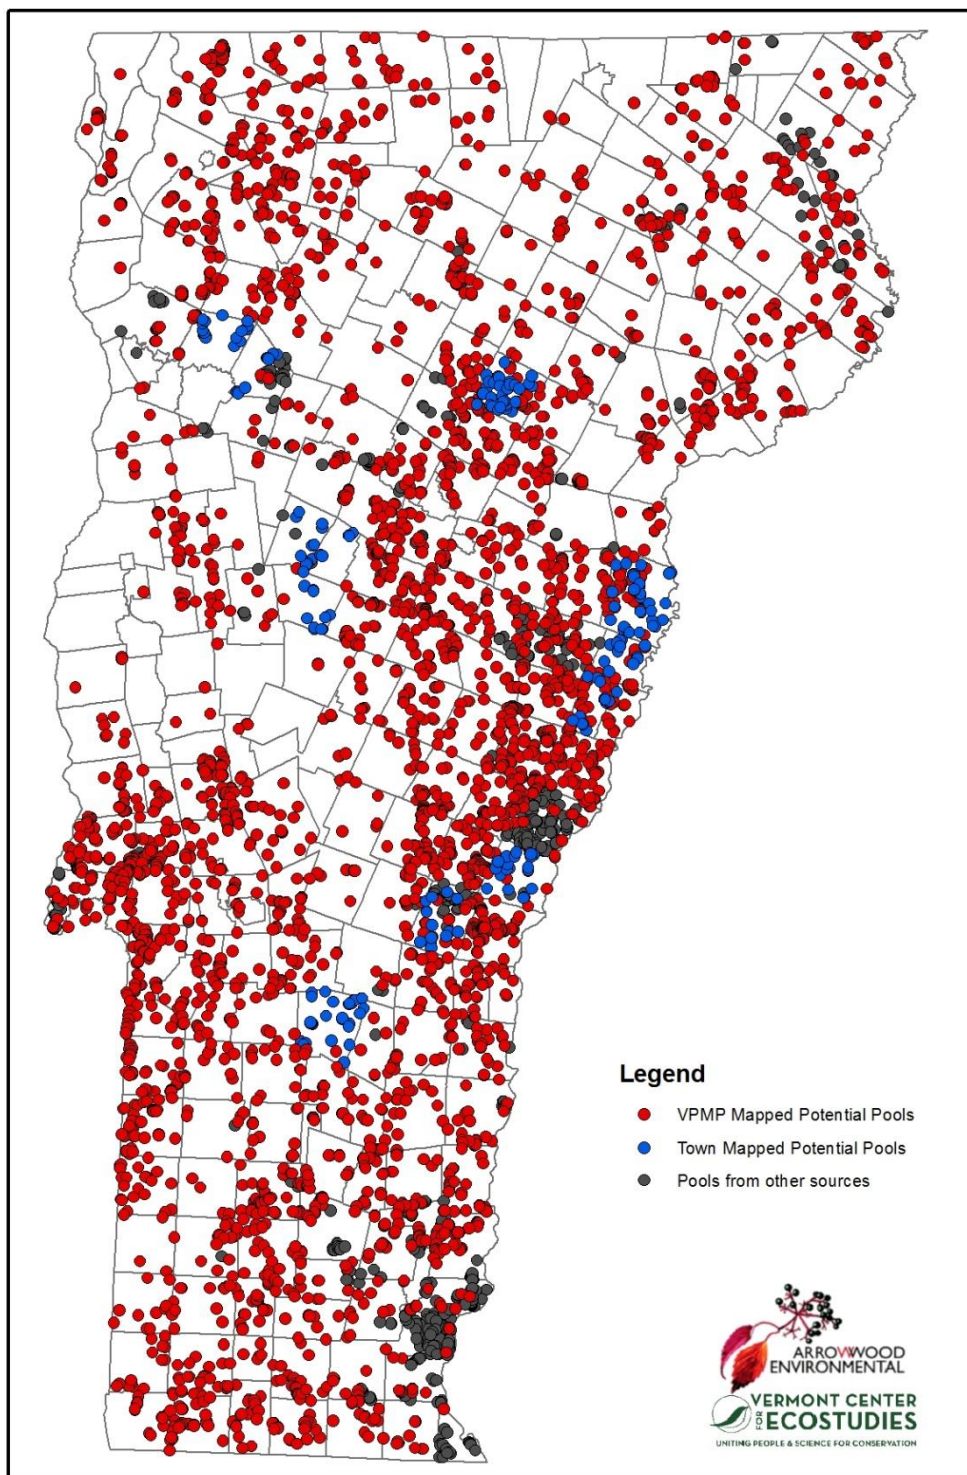 Legend
VPMP Mapped Potential Pools
Town Mapped Potential Pools
Pools from other sources
ARROWWOOD
ENVIRONMENTAL
VERMONT CENTER
FOR ECOSTUDIES
UNITING PEOPLE & SCIENCE FOR CONSERVATION